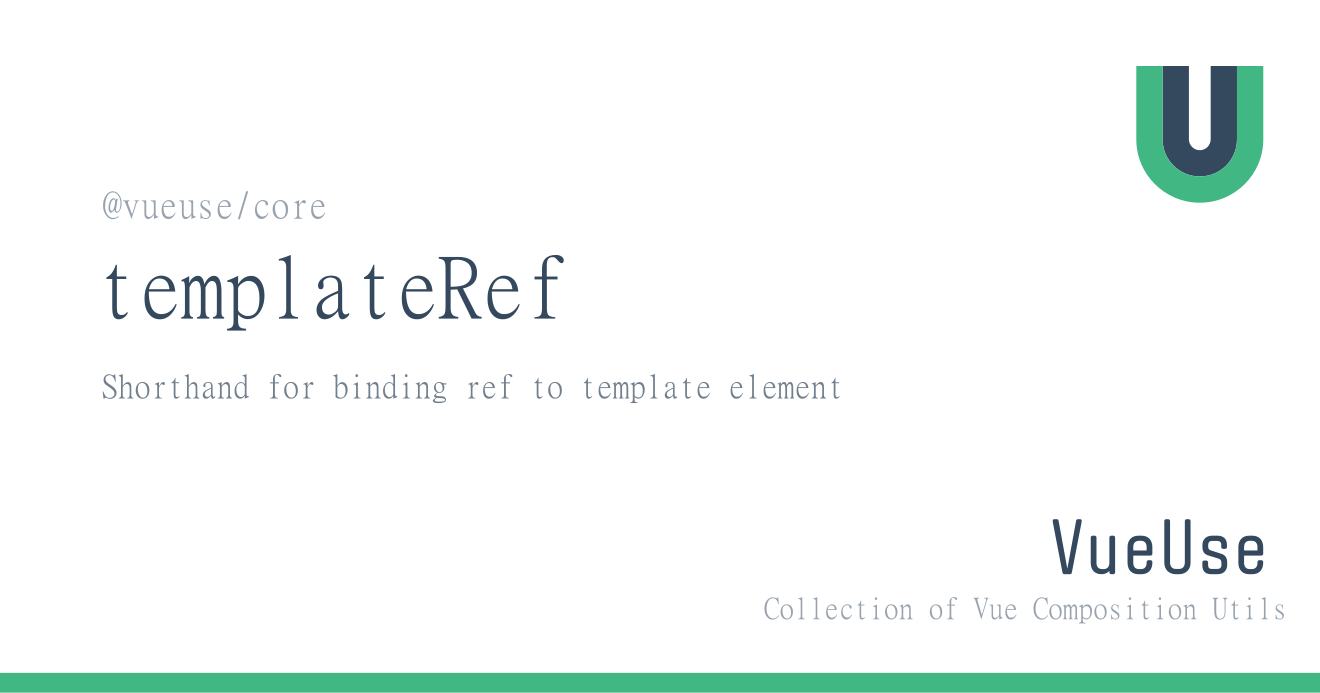 @vueuse/core
templateRef
Shorthand for binding ref to template element
VueUse
Collection of Vue Composition Utils